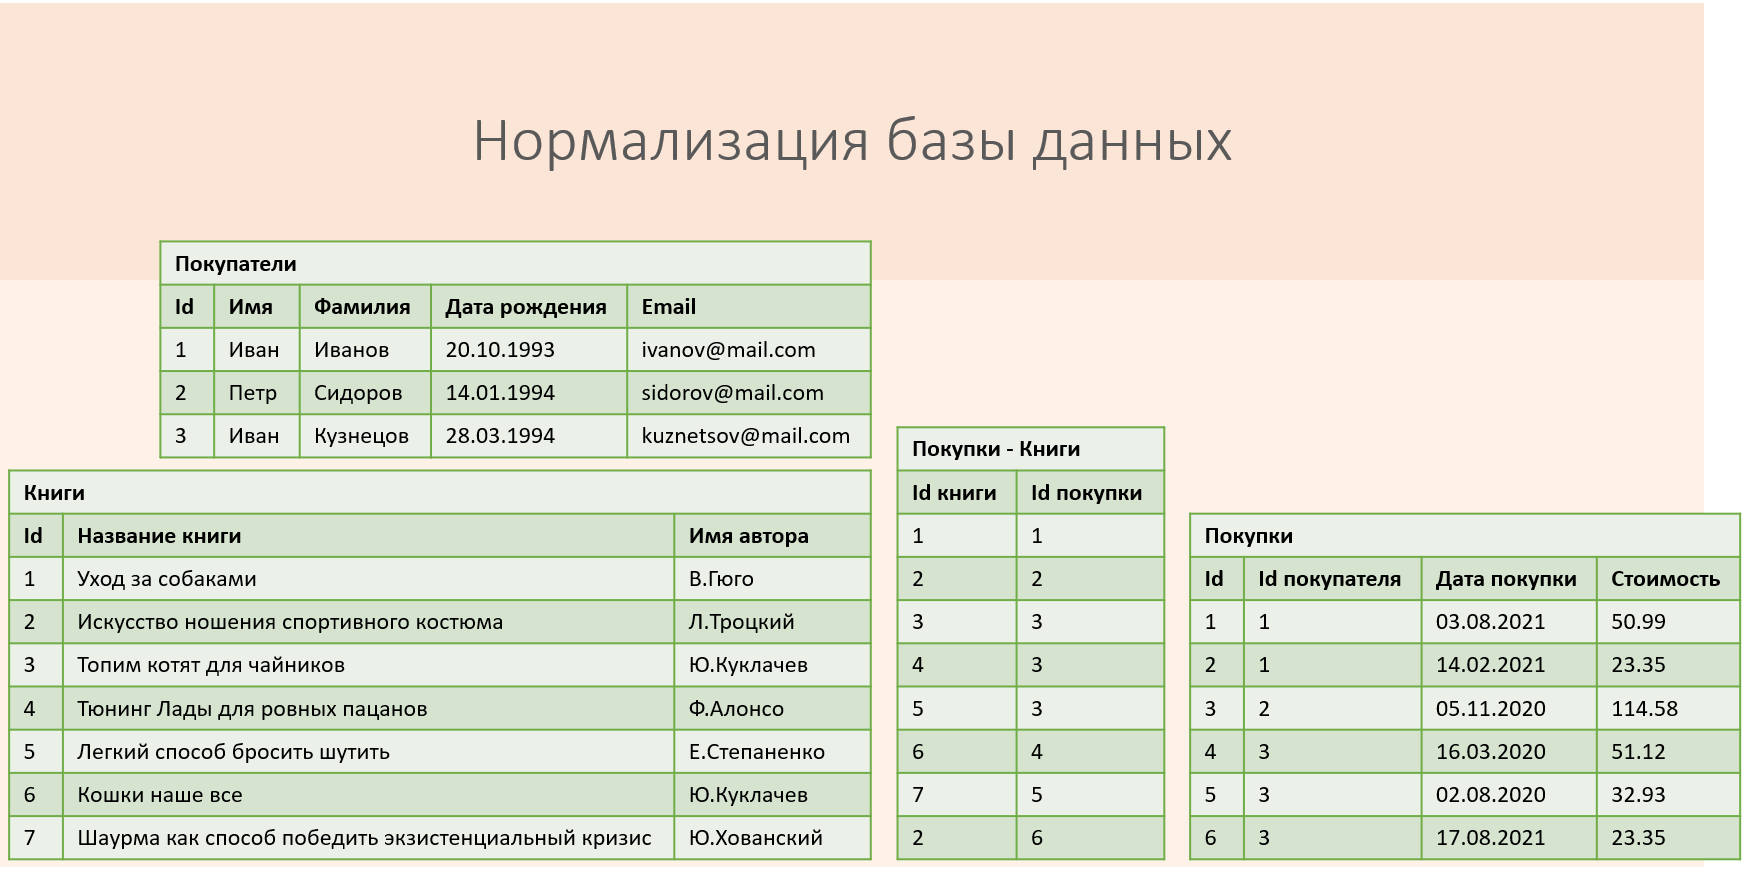 Нормализация базы данных
Покупатели
Id Имя Фамилия Дата рождения Email
1 Иван Иванов 20.10.1993 ivanov@mail.com
2 Петр Сидоров 14.01.1994 sidorov@mail.com
3 Иван Кузнецов 28.03.1994 kuznetsov@mail.com
Книги
Id Название книги Имя автора
1 Уход за собаками В.Гюго
2 Искусство ношения спортивного костюма Л.Троцкий
3 Топим котят для чайников Ю.Куклачев
4 Тюнинг Лады для ровных пацанов Ф.Алонсо
5 Легкий способ бросить шутить Е.Степаненко
6 Кошки наше все Ю.Куклачев
7 Шаурма как способ победить экзистенциальный кризис Ю.Хованский
Покупки - Книги
Id книги Id покупки
1 1
2 2
3 3
4 3
5 3
6 4
7 5
2 6
Покупки
Id Id покупателя Дата покупки Стоимость
1 1 03.08.2021 50.99
2 1 14.02.2021 23.35
3 2 05.11.2020 114.58
4 3 16.03.2020 51.12
5 3 02.08.2020 32.93
6 3 17.08.2021 23.35